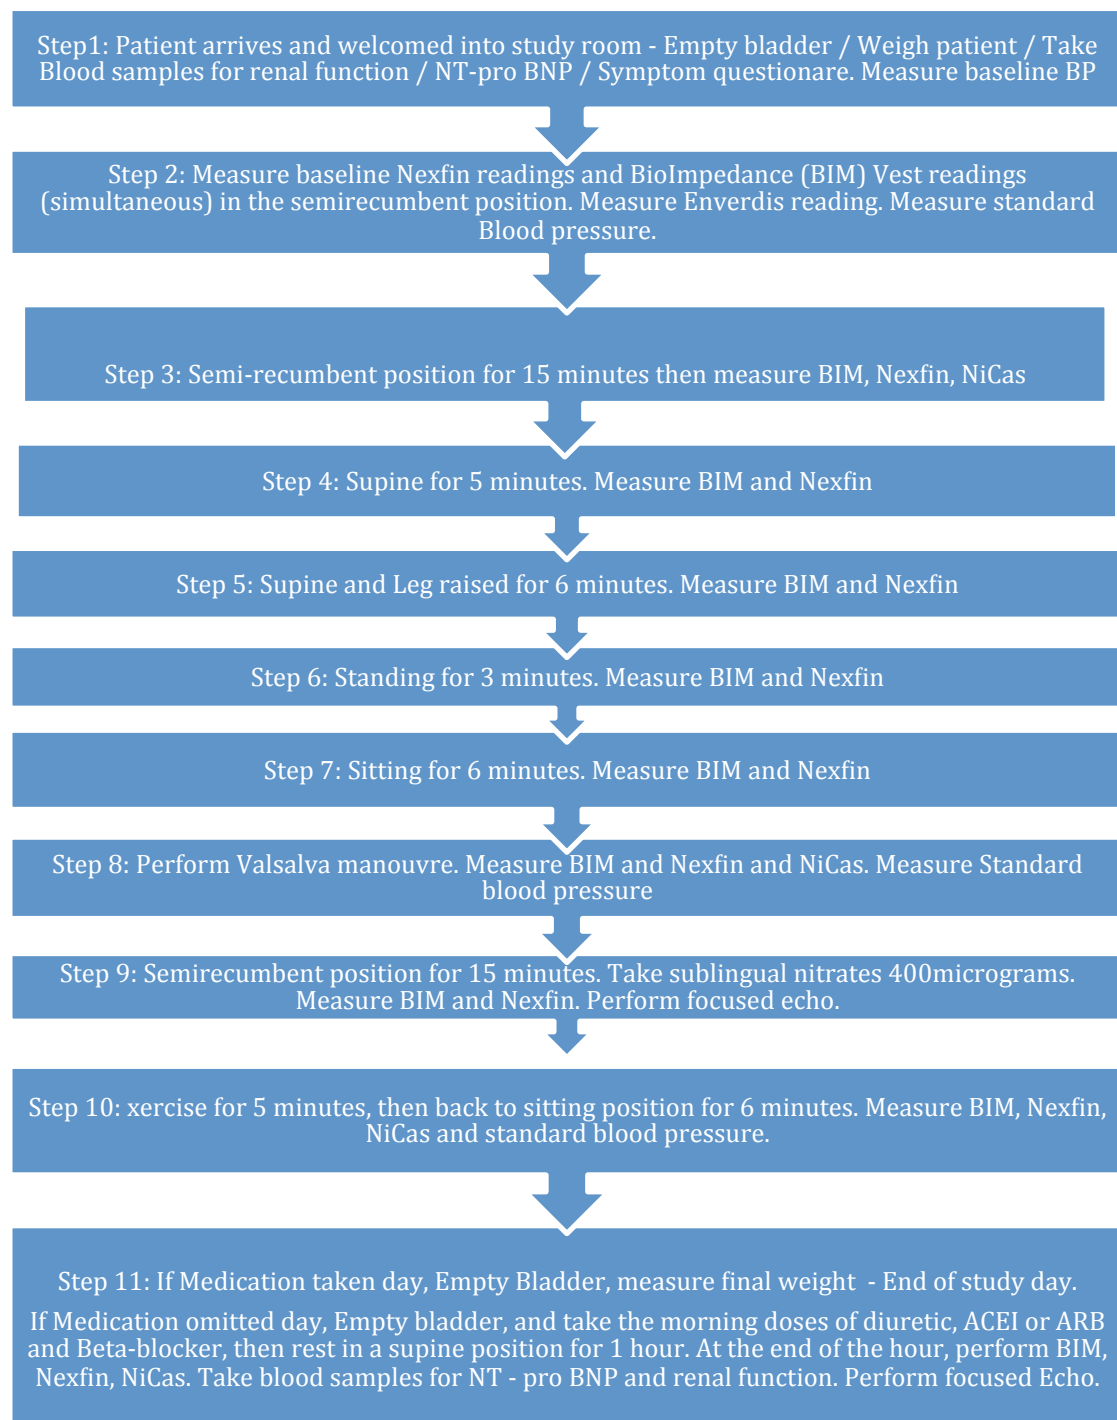 Step1: Patient arrives and welcomed into study room - Empty bladder / Weigh patient / Take
Blood samples for renal function / NT-pro BNP / Symptom questionare. Measure baseline BP
Step 2: Measure baseline Nexfin readings and BioImpedance (BIM) Vest readings
(simultaneous) in the semirecumbent position. Measure Enverdis reading. Measure standard
Blood pressure.
Step 3: Semi-recumbent position for 15 minutes then measure BIM, Nexfin, NiCas
Step 4: Supine for 5 minutes. Measure BIM and Nexfin
Step 5: Supine and Leg raised for 6 minutes. Measure BIM and Nexfin
Step 6: Standing for 3 minutes. Measure BIM and Nexfin
Step 7: Sitting for 6 minutes. Measure BIM and Nexfin
Step 8: Perform Valsalva manouvre. Measure BIM and Nexfin and NiCas. Measure Standard
blood pressure
Step 9: Semirecumbent position for 15 minutes. Take sublingual nitrates 400micrograms.
Measure BIM and Nexfin. Perform focused echo.
Step 10: xercise for 5 minutes, then back to sitting position for 6 minutes. Measure BIM, Nexfin,
NiCas and standard blood pressure.
Step 11: If Medication taken day, Empty Bladder, measure final weight - End of study day.
If Medication omitted day, Empty bladder, and take the morning doses of diuretic, ACEI or ARB
and Beta-blocker, then rest in a supine position for 1 hour. At the end of the hour, perform BIM,
Nexfin, NiCas. Take blood samples for NT - pro BNP and renal function. Perform focused Echo.